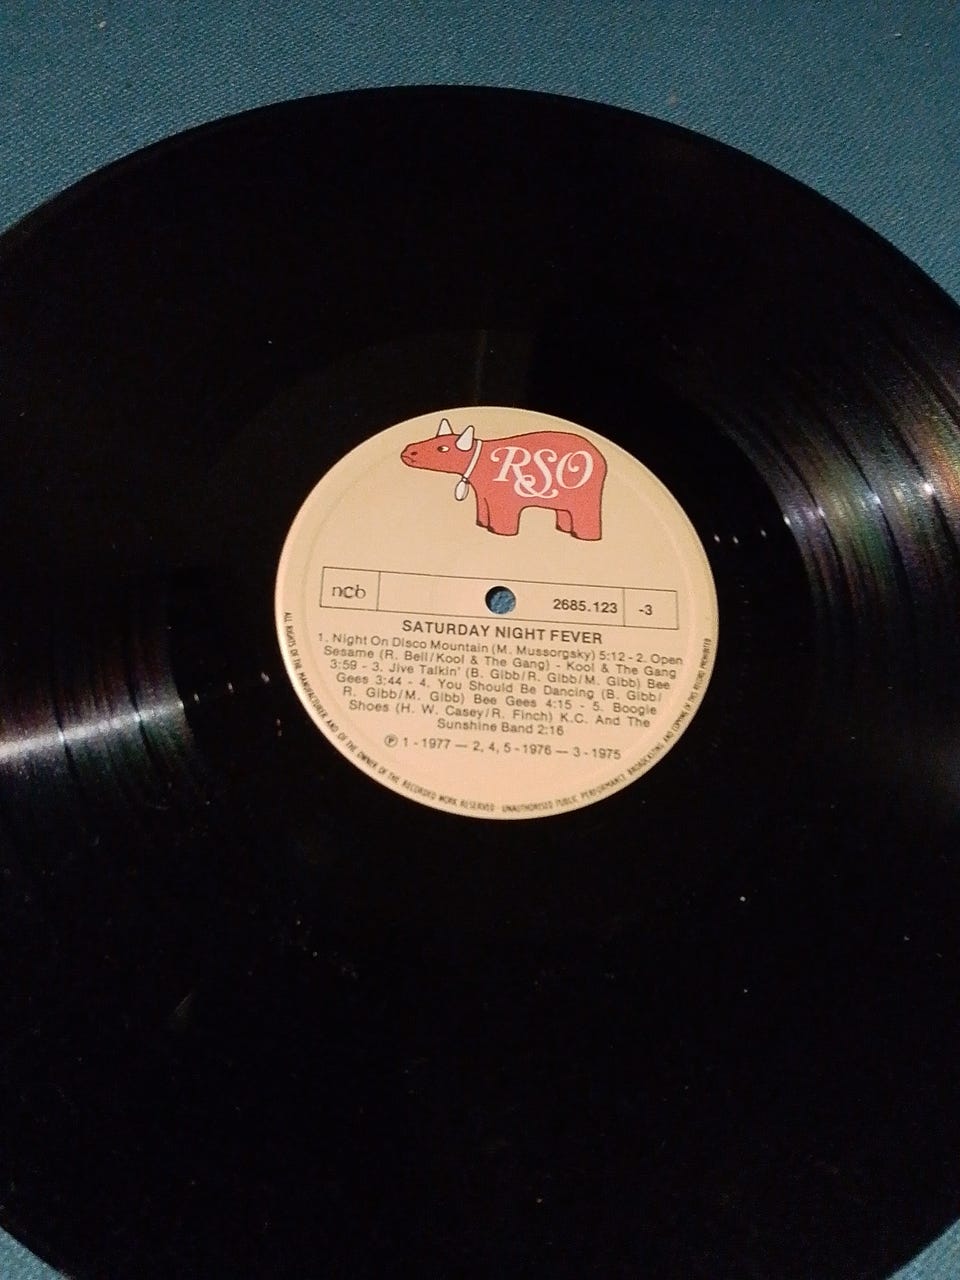 RSO
ncb 2685.123 -3
SATURDAY NIGHT FEVER
1. Night On Disco Mountain (M. Mussorgsky) 5:12 - 2. Open
Sesame (R. Bell/Kool & The Gang) - Kool & The Gang
3:59 - 3. Jive Talkin' (B. Gibb/R. Gibb/M. Gibb) Bee
Gees 3:44 - 4. You Should Be Dancing (B. Gibb/
R. Gibb/M. Gibb) Bee Gees 4:15 - 5. Boogie
Shoes (H. W. Casey/R. Finch) K.C. And The
Sunshine Band 2:16
℗ 1 - 1977 — 2, 4, 5 - 1976 — 3 - 1975
ALL RIGHTS OF THE MANUFACTURER AND OF THE OWNER OF THE RECORDED WORK RESERVED · UNAUTHORISED PUBLIC PERFORMANCE BROADCASTING AND COPYING OF THIS RECORD PROHIBITED